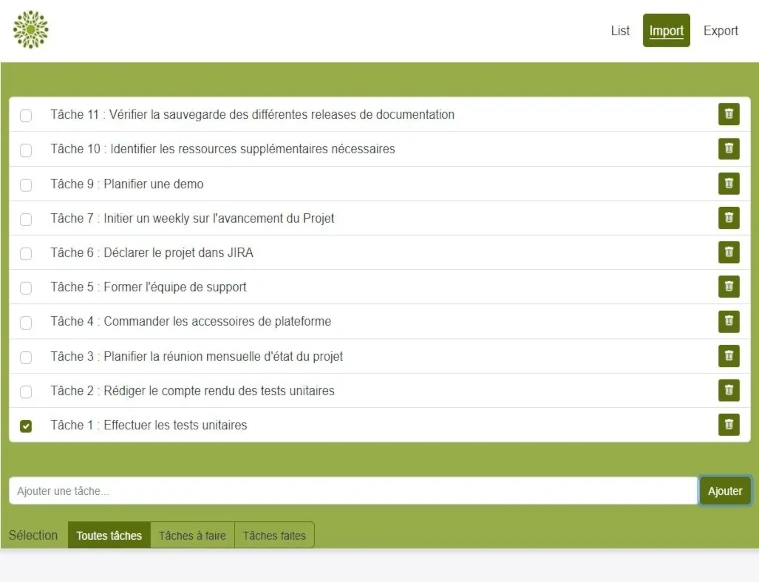 List Import Export
Tâche 11 : Vérifier la sauvegarde des différentes releases de documentation
Tâche 10 : Identifier les ressources supplémentaires nécessaires
Tâche 9 : Planifier une demo
Tâche 7 : Initier un weekly sur l'avancement du Projet
Tâche 6 : Déclarer le projet dans JIRA
Tâche 5 : Former l'équipe de support
Tâche 4 : Commander les accessoires de plateforme
Tâche 3 : Planifier la réunion mensuelle d'état du projet
Tâche 2 : Rédiger le compte rendu des tests unitaires
Tâche 1 : Effectuer les tests unitaires
Ajouter une tâche... Ajouter
Sélection Toutes tâches Tâches à faire Tâches faites